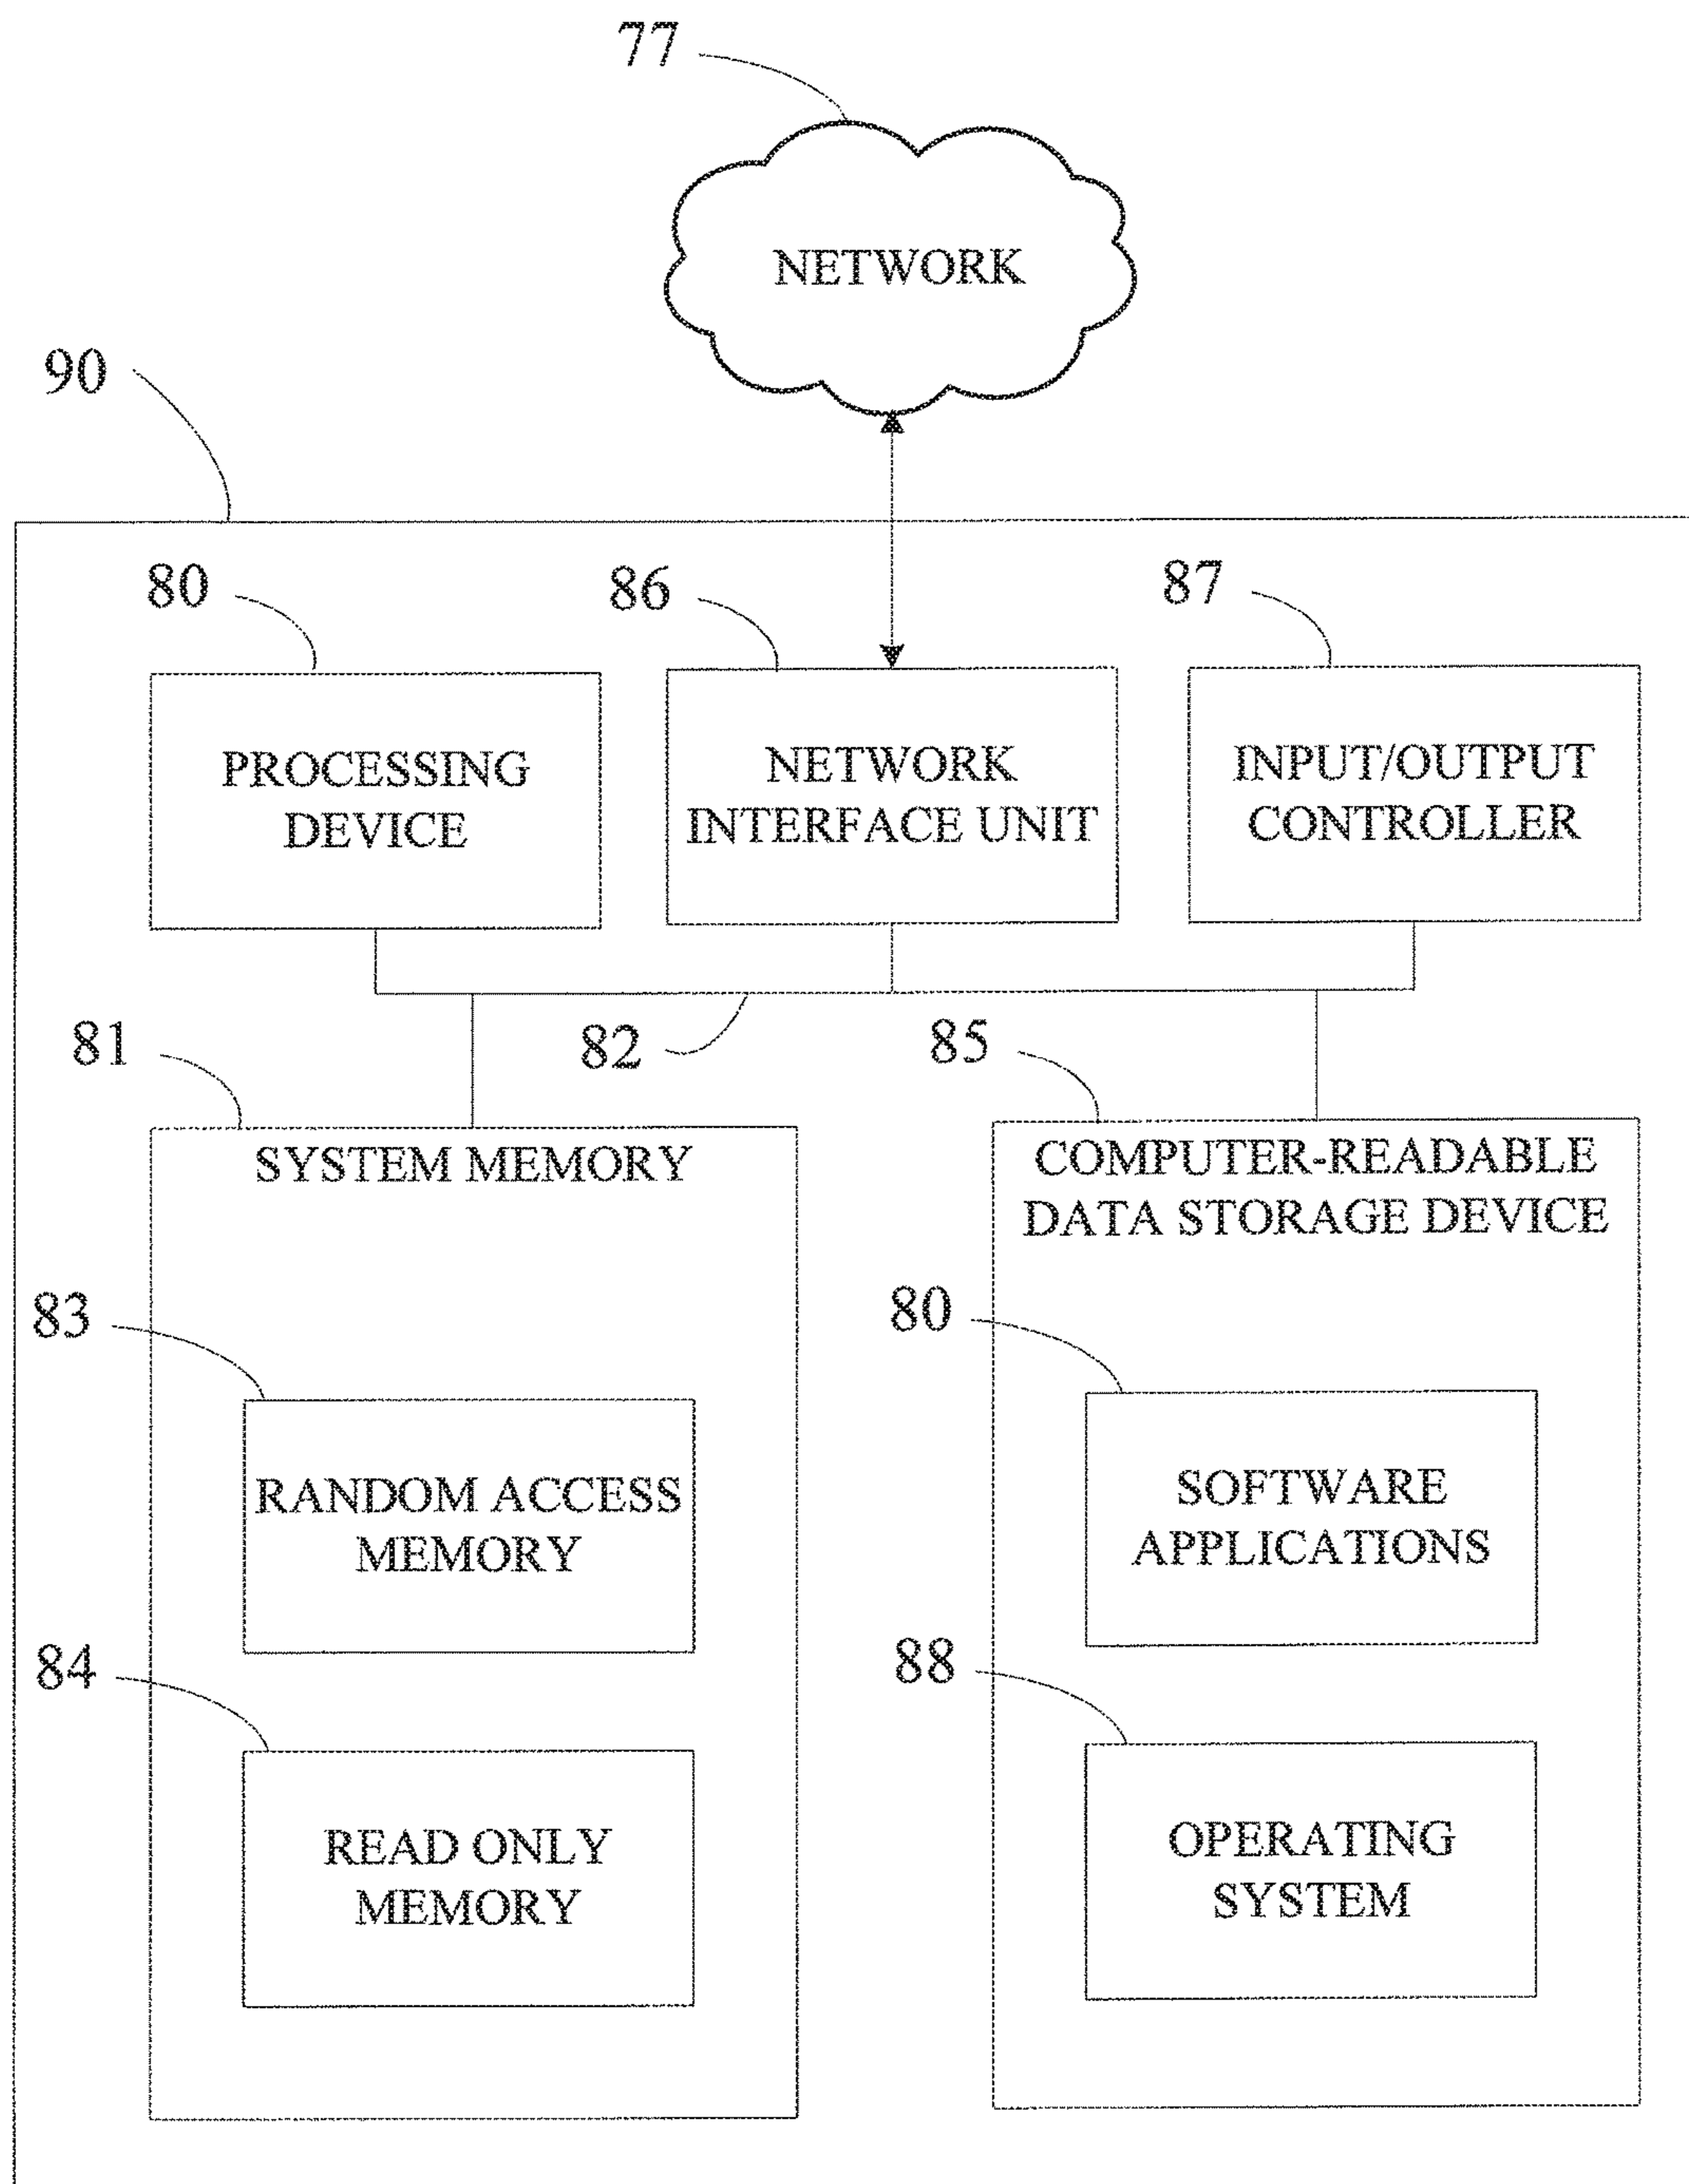 77
NETWORK
90
80
86
87
PROCESSING
DEVICE
NETWORK
INTERFACE UNIT
INPUT/OUTPUT
CONTROLLER
81
82
85
SYSTEM MEMORY
COMPUTER-READABLE
DATA STORAGE DEVICE
83
80
RANDOM ACCESS
MEMORY
SOFTWARE
APPLICATIONS
84
88
READ ONLY
MEMORY
OPERATING
SYSTEM